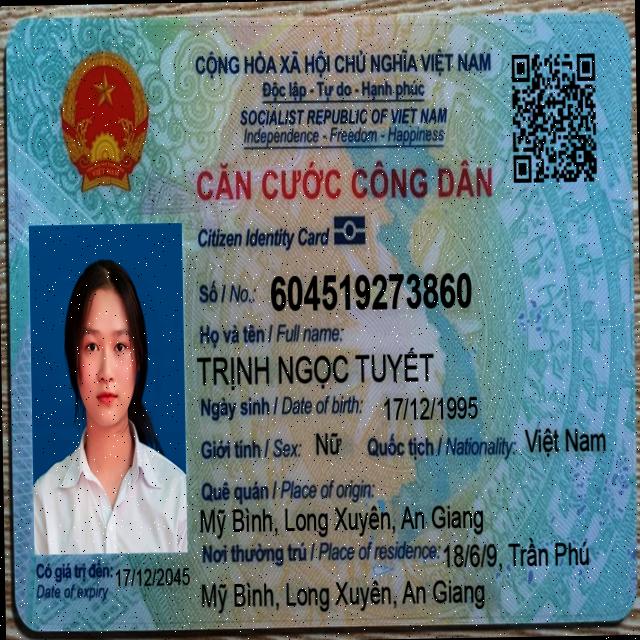 CỘNG HÒA XÃ HỘI CHỦ NGHĨA VIỆT NAM
Độc lập - Tự do - Hạnh phúc
SOCIALIST REPUBLIC OF VIET NAM
Independence - Freedom - Happiness
CĂN CƯỚC CÔNG DÂN
Citizen Identity Card
Số / No.: 604519273860
Họ và tên / Full name:
TRỊNH NGỌC TUYẾT
Ngày sinh / Date of birth: 17/12/1995
Giới tính / Sex: Nữ Quốc tịch / Nationality: Việt Nam
Quê quán / Place of origin:
Mỹ Bình, Long Xuyên, An Giang
Nơi thường trú / Place of residence: 18/6/9, Trần Phú
Mỹ Bình, Long Xuyên, An Giang
Có giá trị đến: 17/12/2045
Date of expiry